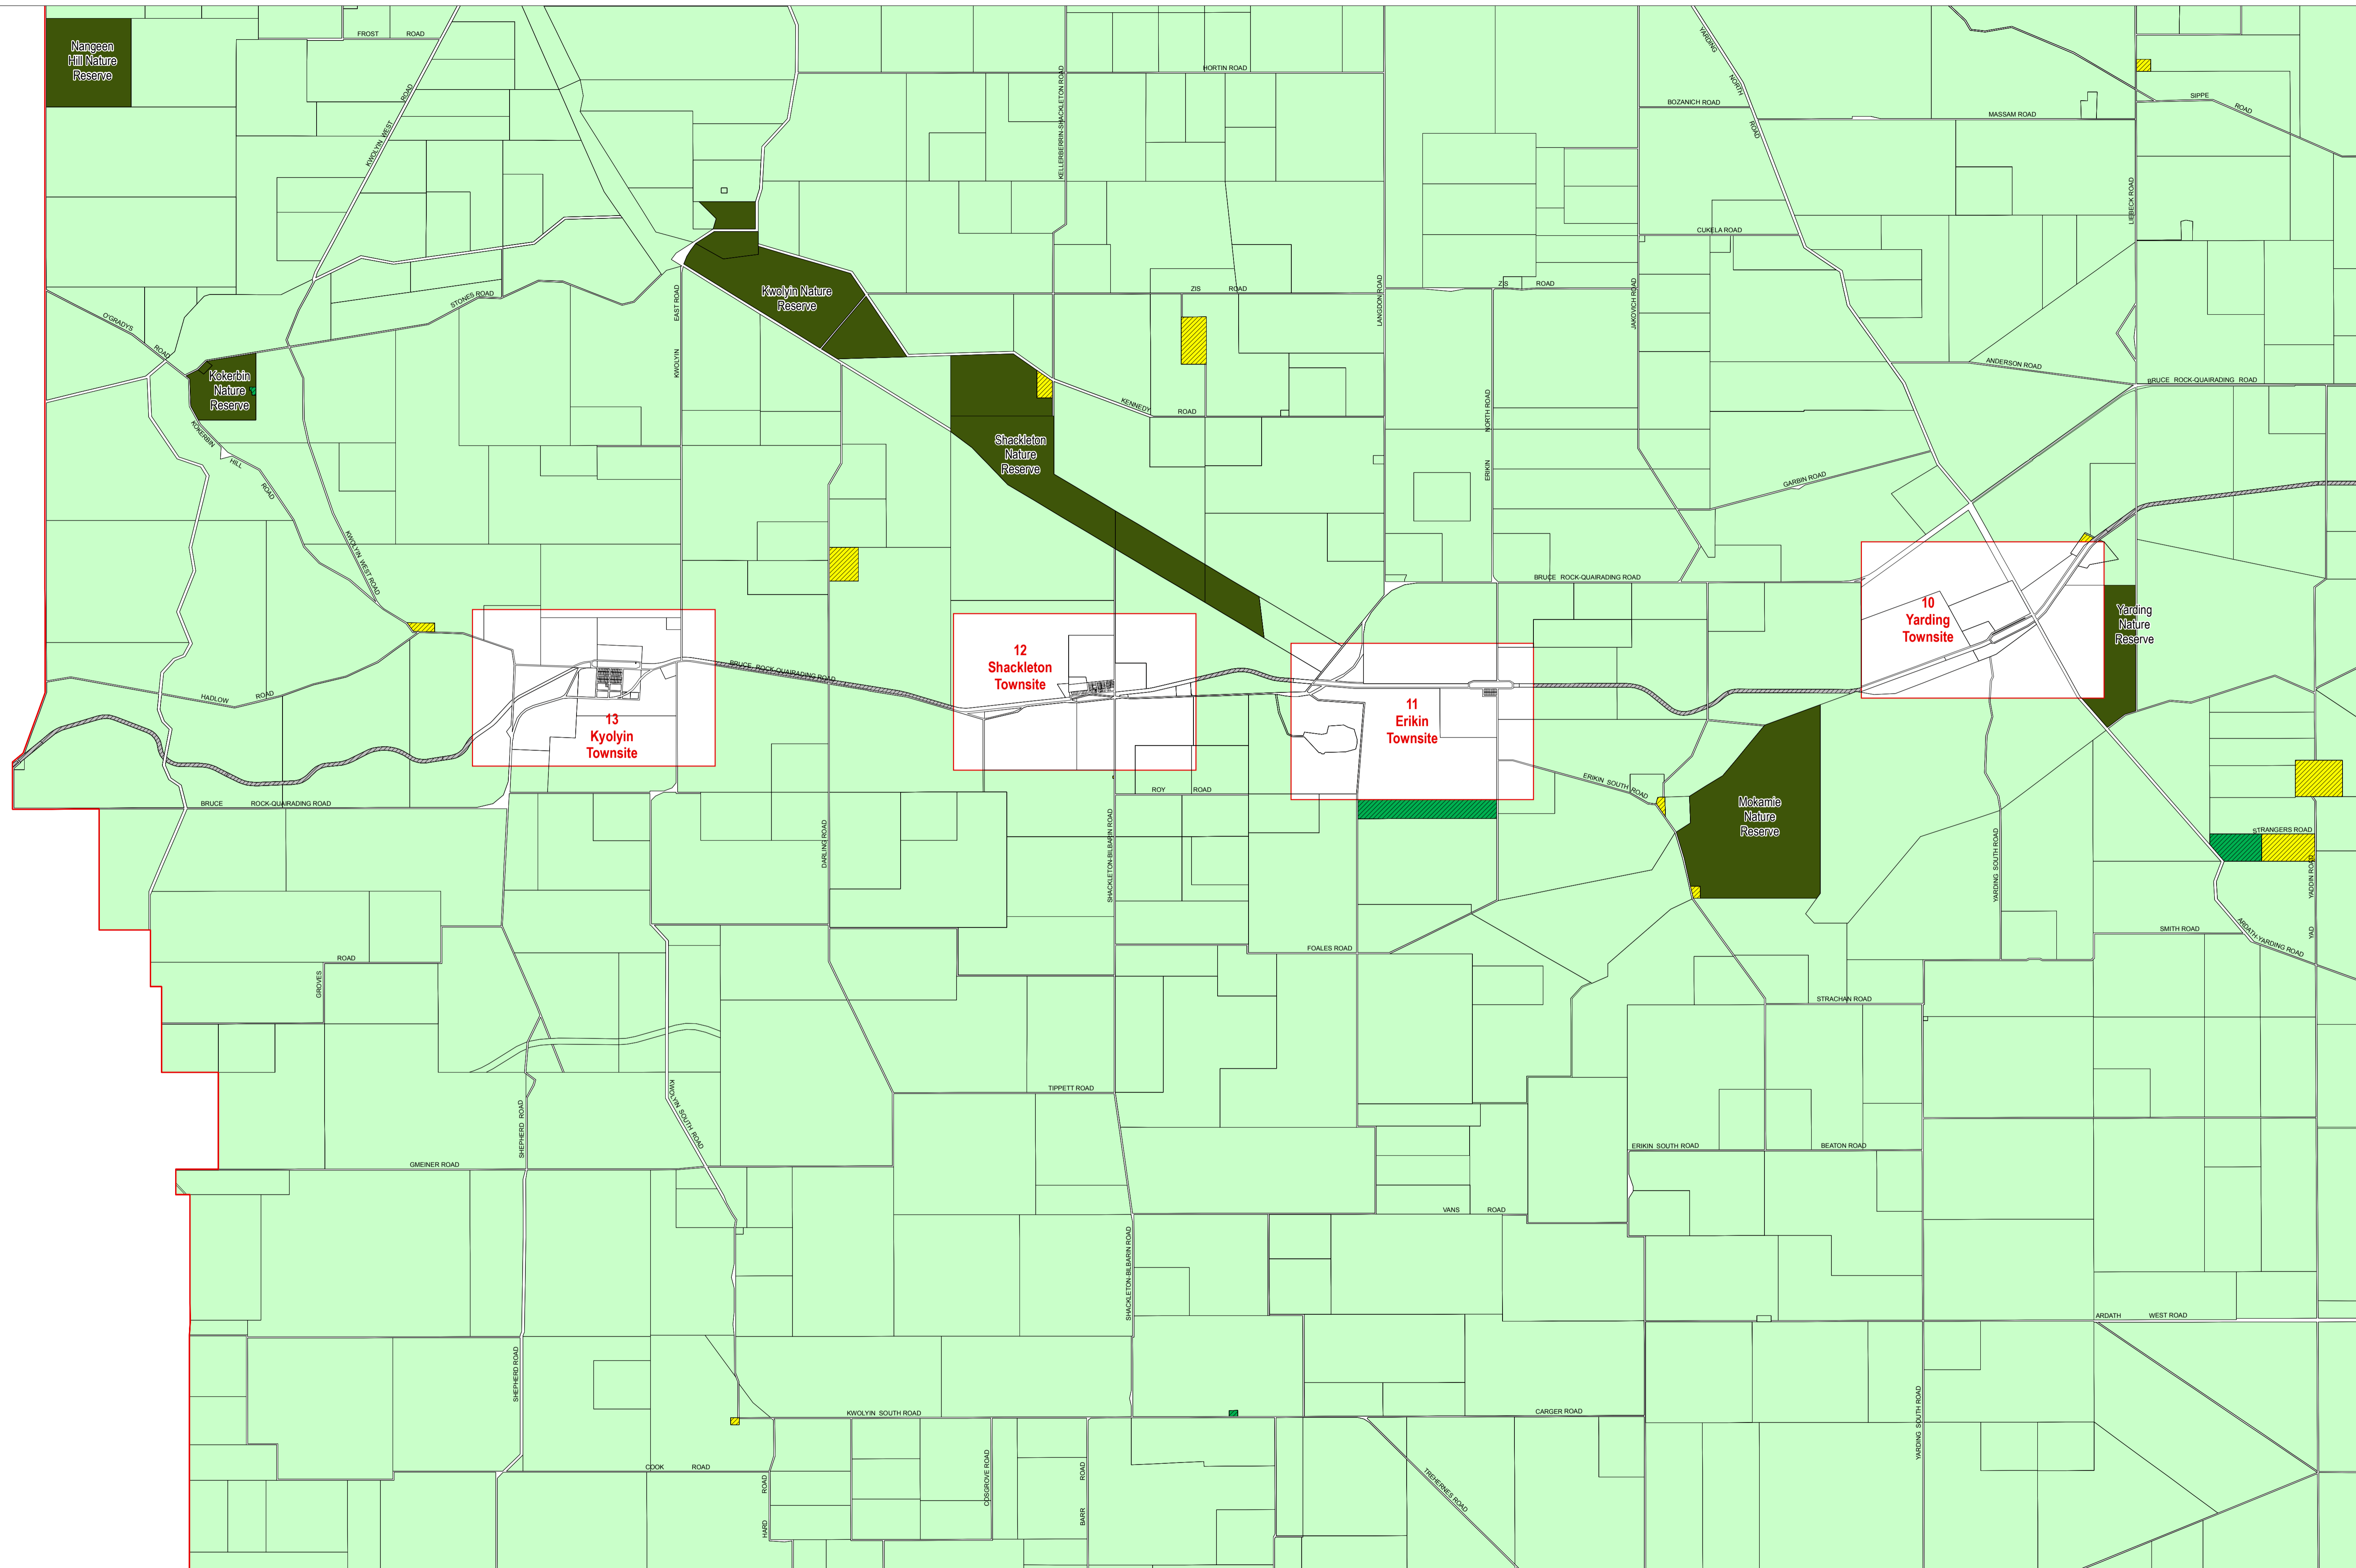 Nangeen
Hill Nature
Reserve
FROST ROAD
KWOLYIN WEST ROAD
HORTIN ROAD
KELLERBERRIN-SHACKLETON ROAD
YARDING NORTH ROAD
BOZANICH ROAD
MASSAM ROAD
SIPPE ROAD
LIEBECK ROAD
CUKELA ROAD
STONES ROAD
O'GRADYS ROAD
EAST ROAD
KWOLYIN
Kwolyin Nature
Reserve
ZIS ROAD
LANGDON ROAD
ZIS ROAD
JAKOVICH ROAD
ANDERSON ROAD
BRUCE ROCK-QUAIRADING ROAD
Kokerbin
Nature
Reserve
KOKERBIN HILL ROAD
KENNEDY ROAD
NORTH ROAD
ERIKIN
Shackleton
Nature
Reserve
GARBIN ROAD
KWOLYIN WEST ROAD
BRUCE ROCK-QUAIRADING ROAD
10
Yarding
Townsite
Yarding
Nature
Reserve
12
Shackleton
Townsite
BRUCE ROCK-QUAIRADING ROAD
HADLOW ROAD
13
Kyolyin
Townsite
11
Erikin
Townsite
ERIKIN SOUTH ROAD
ROY ROAD
BRUCE ROCK-QUAIRADING ROAD
Mokamie
Nature
Reserve
DARLING ROAD
SHACKLETON-BILBARIN ROAD
YARDING SOUTH ROAD
STRANGERS ROAD
YADDIN ROAD
YAD
ARDATH-YARDING ROAD
SMITH ROAD
FOALES ROAD
ROAD
GROVES
STRACHAN ROAD
TIPPETT ROAD
KWOLYIN SOUTH ROAD
SHEPHERD ROAD
ERIKIN SOUTH ROAD
BEATON ROAD
GMEINER ROAD
VANS ROAD
SHACKLETON-BILBARIN ROAD
ARDATH WEST ROAD
SHEPHERD ROAD
KWOLYIN SOUTH ROAD
CARGER ROAD
YARDING SOUTH ROAD
COOK ROAD
HARD ROAD
COSGROVE ROAD
BARR ROAD
TREHERNES ROAD